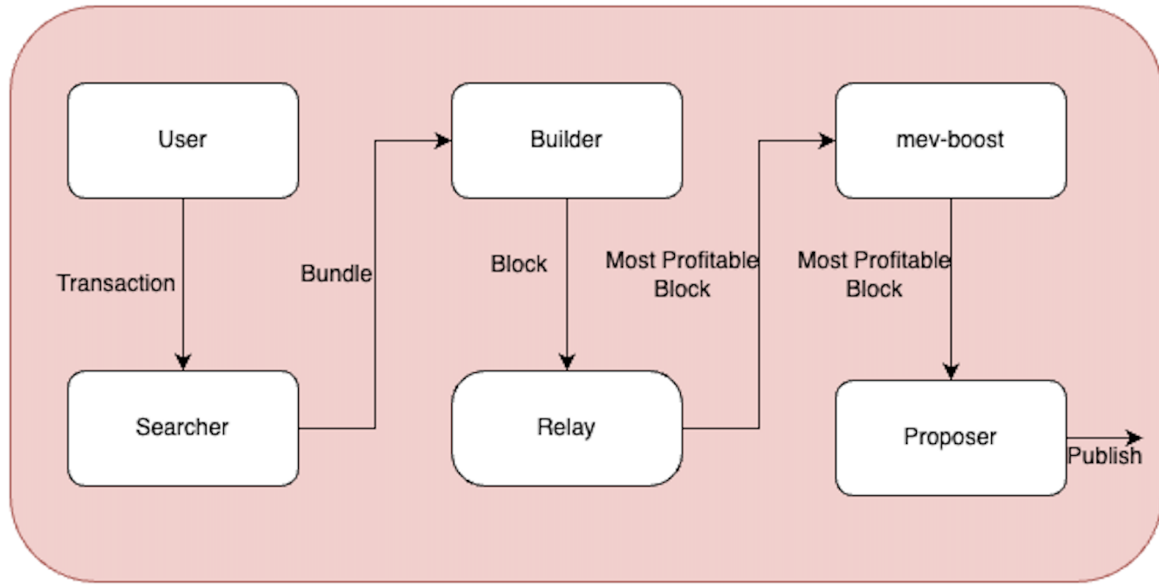 User
Builder
mev-boost
Transaction
Bundle
Block
Most Profitable
Block
Most Profitable
Block
Searcher
Relay
Proposer
Publish